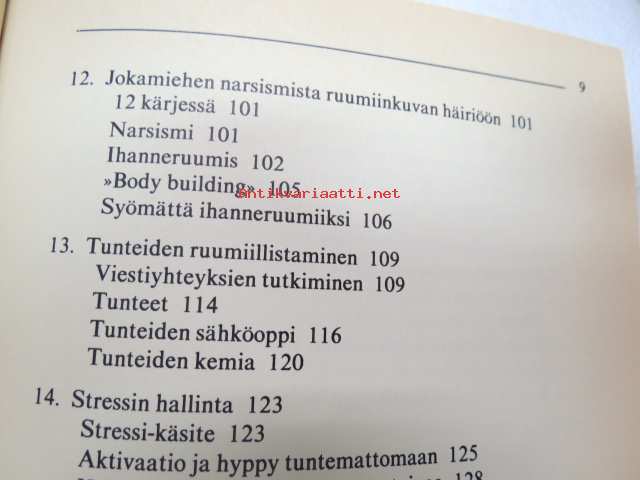 9
12. Jokamiehen narsismista ruumiinkuvan häiriöön 101
12 kärjessä 101
Narsismi 101
Ihanneruumis 102
»Body building» 105
antikvariaatti.net
Syömättä ihanneruumiiksi 106
13. Tunteiden ruumiillistaminen 109
Viestiyhteyksien tutkiminen 109
Tunteet 114
Tunteiden sähköoppi 116
Tunteiden kemia 120
14. Stressin hallinta 123
Stressi-käsite 123
Aktivaatio ja hyppy tuntemattomaan 125
128